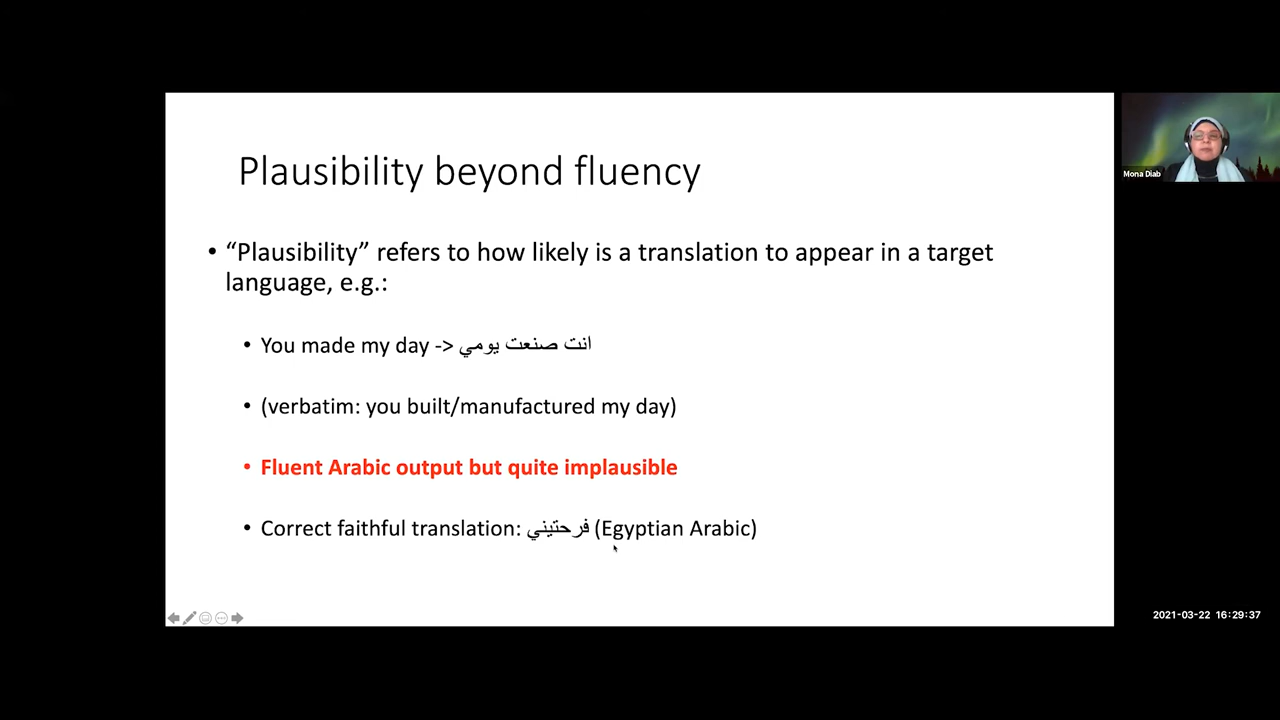 Plausibility beyond fluency
• “Plausibility” refers to how likely is a translation to appear in a target
language, e.g.:
• You made my day -> انت صنعت يومي
• (verbatim: you built/manufactured my day)
• Fluent Arabic output but quite implausible
• Correct faithful translation: فرحتيني (Egyptian Arabic)
Mona Diab
2021-03-22 16:29:37